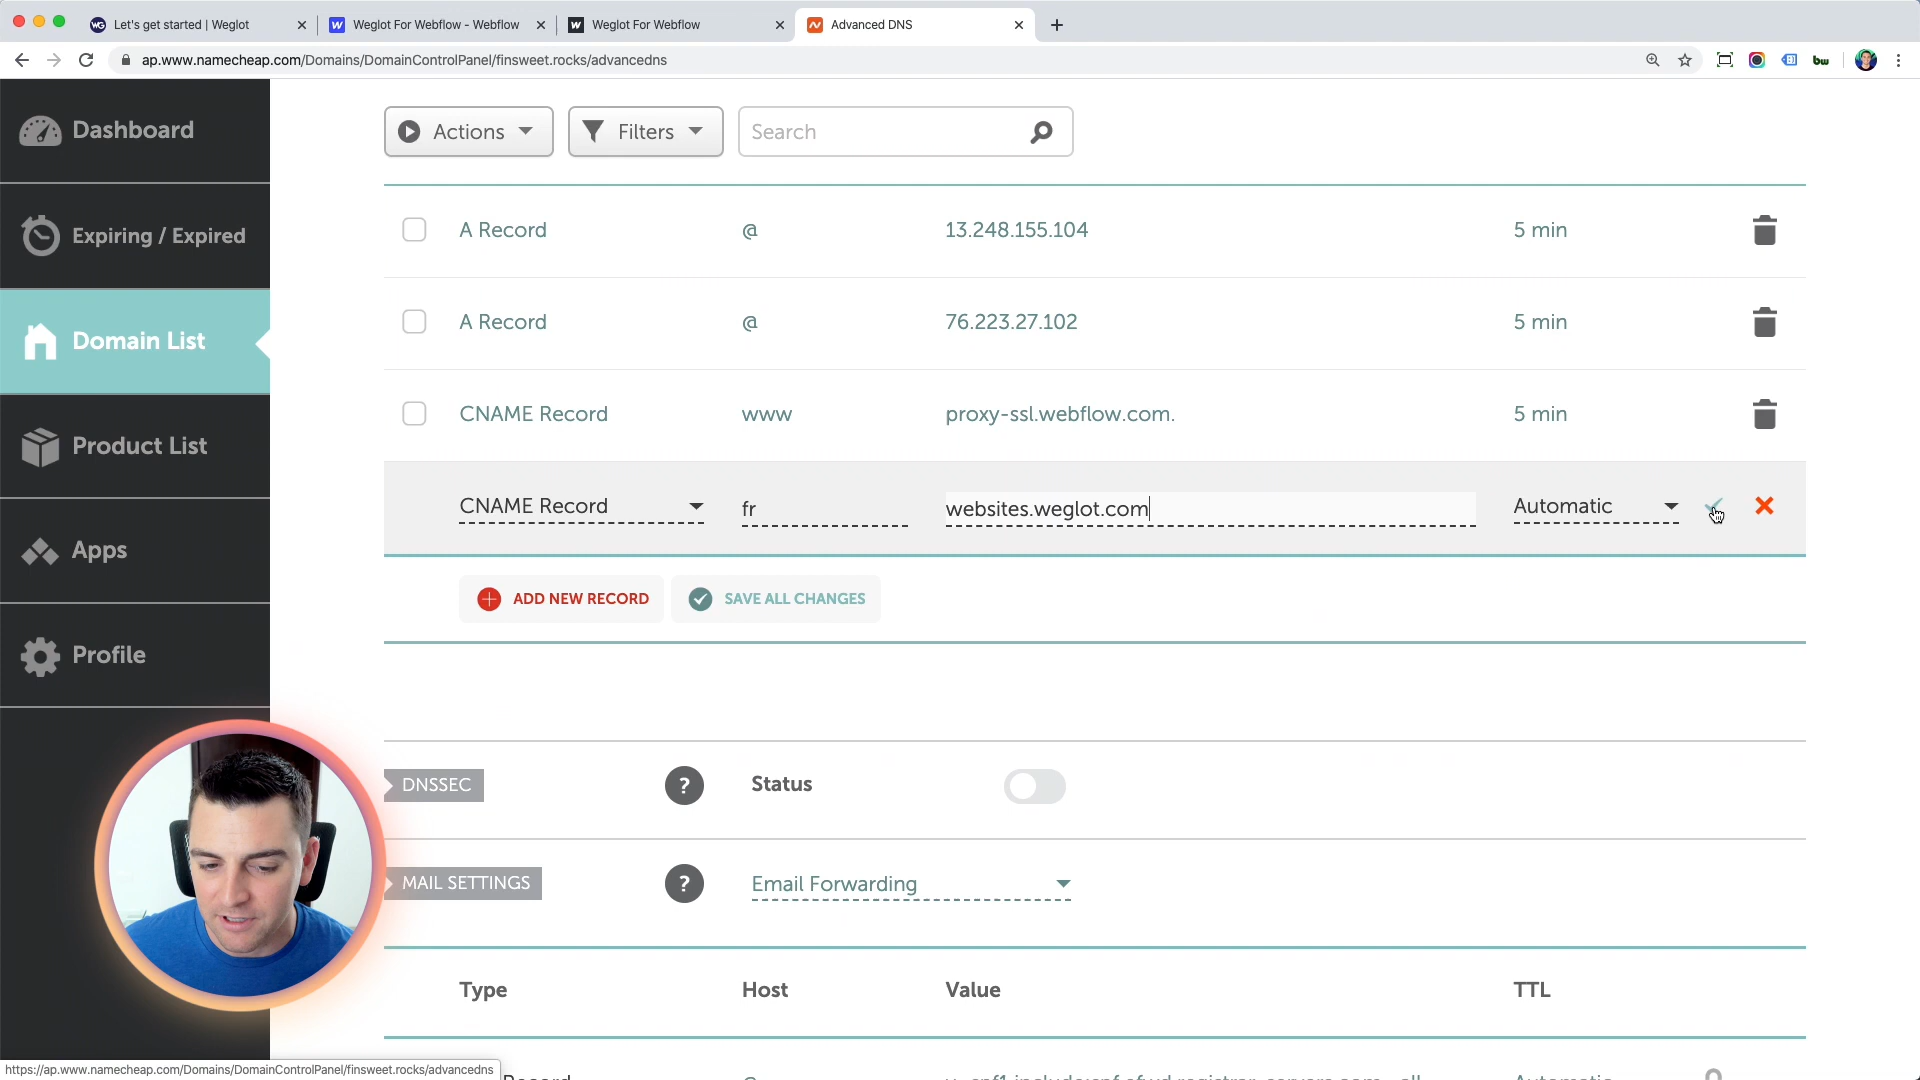 Let's get started | Weglot
Weglot For Webflow - Webflow
Weglot For Webflow
Advanced DNS
ap.www.namecheap.com/Domains/DomainControlPanel/finsweet.rocks/advancedns
Dashboard
Expiring / Expired
Domain List
Product List
Apps
Profile
Actions
Filters
Search
A Record @ 13.248.155.104 5 min
A Record @ 76.223.27.102 5 min
CNAME Record www proxy-ssl.webflow.com. 5 min
CNAME Record fr websites.weglot.com Automatic
ADD NEW RECORD SAVE ALL CHANGES
DNSSEC ? Status
MAIL SETTINGS ? Email Forwarding
Type Host Value TTL
https://ap.www.namecheap.com/Domains/DomainControlPanel/finsweet.rocks/advancedns